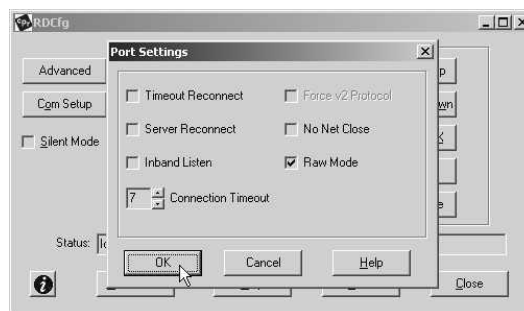 RDCfg
Port Settings
Advanced
Com Setup
Silent Mode
Timeout Reconnect
Force v2 Protocol
Server Reconnect
No Net Close
Inband Listen
Raw Mode
7 Connection Timeout
Status:
OK
Cancel
Help
Close